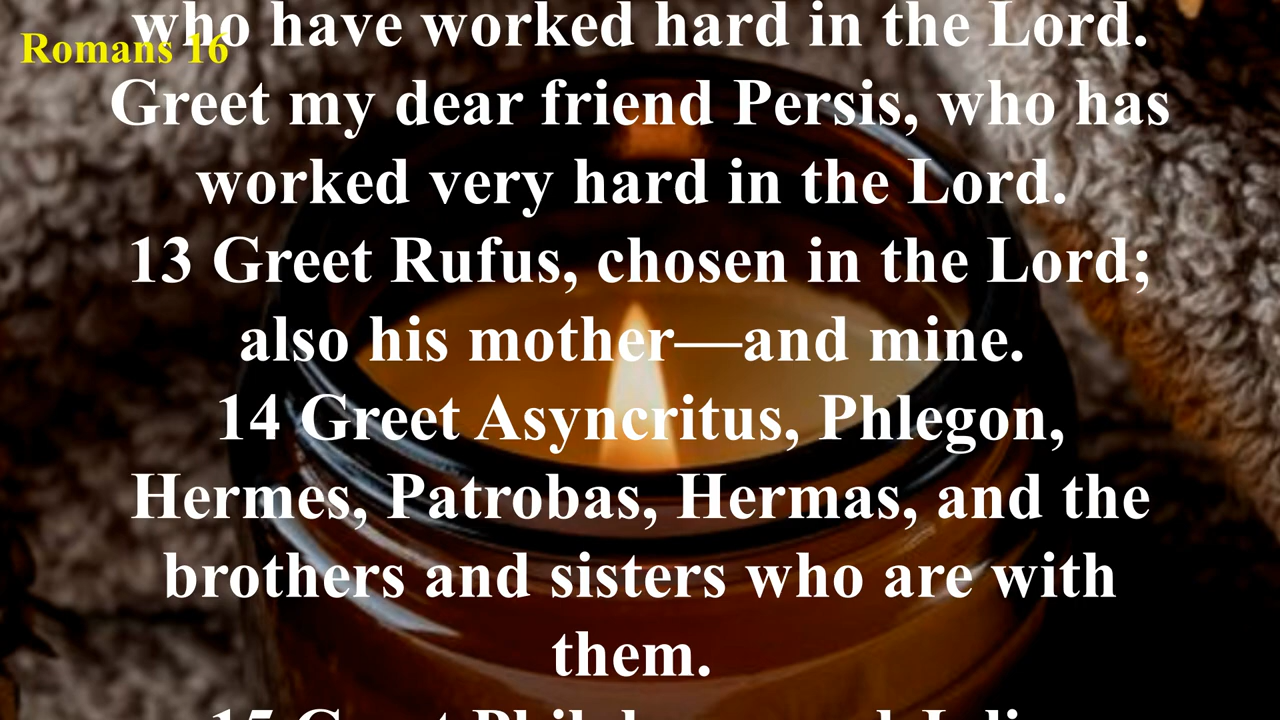 who have worked hard in the Lord.
Romans 16
Greet my dear friend Persis, who has
worked very hard in the Lord.
13 Greet Rufus, chosen in the Lord;
also his mother—and mine.
14 Greet Asyncritus, Phlegon,
Hermes, Patrobas, Hermas, and the
brothers and sisters who are with
them.
15 Greet